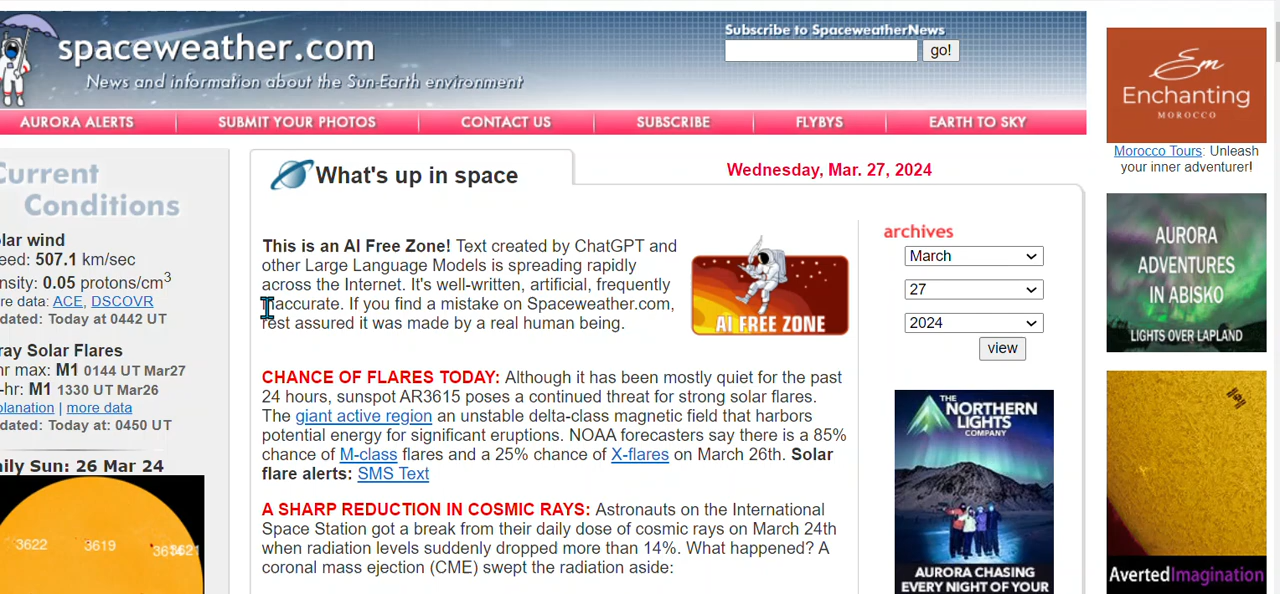 spaceweather.com
News and information about the Sun-Earth environment
Subscribe to SpaceweatherNews
go!
AURORA ALERTS
SUBMIT YOUR PHOTOS
CONTACT US
SUBSCRIBE
FLYBYS
EARTH TO SKY
Current
Conditions
lar wind
eed: 507.1 km/sec
nsity: 0.05 protons/cm3
re data: ACE, DSCOVR
dated: Today at 0442 UT
ray Solar Flares
hr max: M1 0144 UT Mar27
-hr: M1 1330 UT Mar26
planation | more data
dated: Today at: 0450 UT
aily Sun: 26 Mar 24
3622
3619
What's up in space
Wednesday, Mar. 27, 2024
This is an AI Free Zone! Text created by ChatGPT and
other Large Language Models is spreading rapidly
across the Internet. It's well-written, artificial, frequently
inaccurate. If you find a mistake on Spaceweather.com,
rest assured it was made by a real human being.
AI FREE ZONE
CHANCE OF FLARES TODAY: Although it has been mostly quiet for the past
24 hours, sunspot AR3615 poses a continued threat for strong solar flares.
The giant active region an unstable delta-class magnetic field that harbors
potential energy for significant eruptions. NOAA forecasters say there is a 85%
chance of M-class flares and a 25% chance of X-flares on March 26th. Solar
flare alerts: SMS Text
A SHARP REDUCTION IN COSMIC RAYS: Astronauts on the International
Space Station got a break from their daily dose of cosmic rays on March 24th
when radiation levels suddenly dropped more than 14%. What happened? A
coronal mass ejection (CME) swept the radiation aside:
archives
March
27
2024
view
THE
NORTHERN
LIGHTS
COMPANY
AURORA CHASING
EVERY NIGHT OF YOUR
Em
Enchanting
MOROCCO
Morocco Tours: Unleash
your inner adventurer!
AURORA
ADVENTURES
IN ABISKO
LIGHTS OVER LAPLAND
AvertedImagination